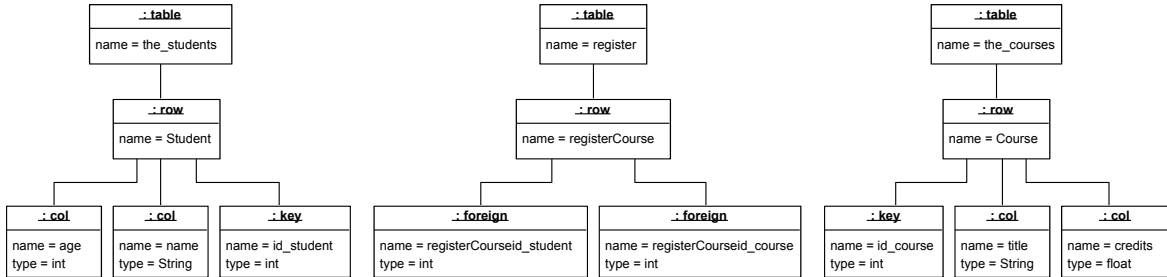 : table
name = the_students
: row
name = Student
: col
name = age
type = int
: col
name = name
type = String
: key
name = id_student
type = int
: table
name = register
: row
name = registerCourse
: foreign
name = registerCourseid_student
type = int
: foreign
name = registerCourseid_course
type = int
: table
name = the_courses
: row
name = Course
: key
name = id_course
type = int
: col
name = title
type = String
: col
name = credits
type = float